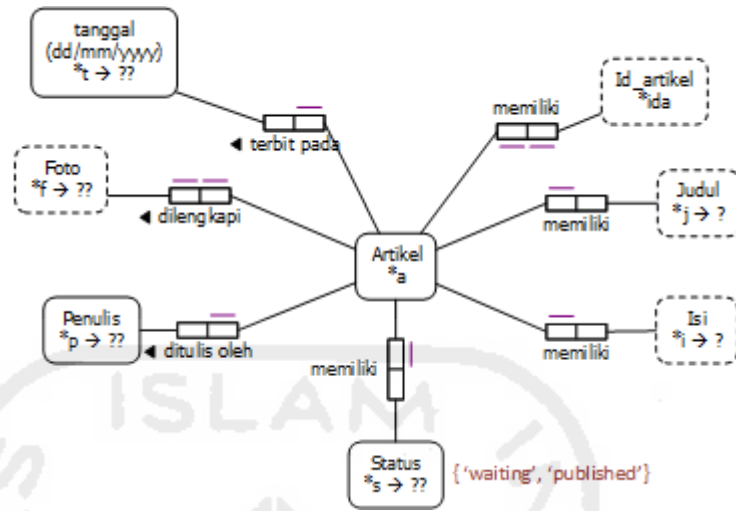 tanggal
(dd/mm/yyyy)
*t → ??
◄ terbit pada
memiliki
Id_artikel
*ida
Foto
*f → ??
◄ dilengkapi
Judul
*j → ?
memiliki
Artikel
*a
Penulis
*p → ??
◄ ditulis oleh
memiliki
Isi
*i → ?
memiliki
Status
*s → ??
{ 'waiting', 'published'}
ISLAM